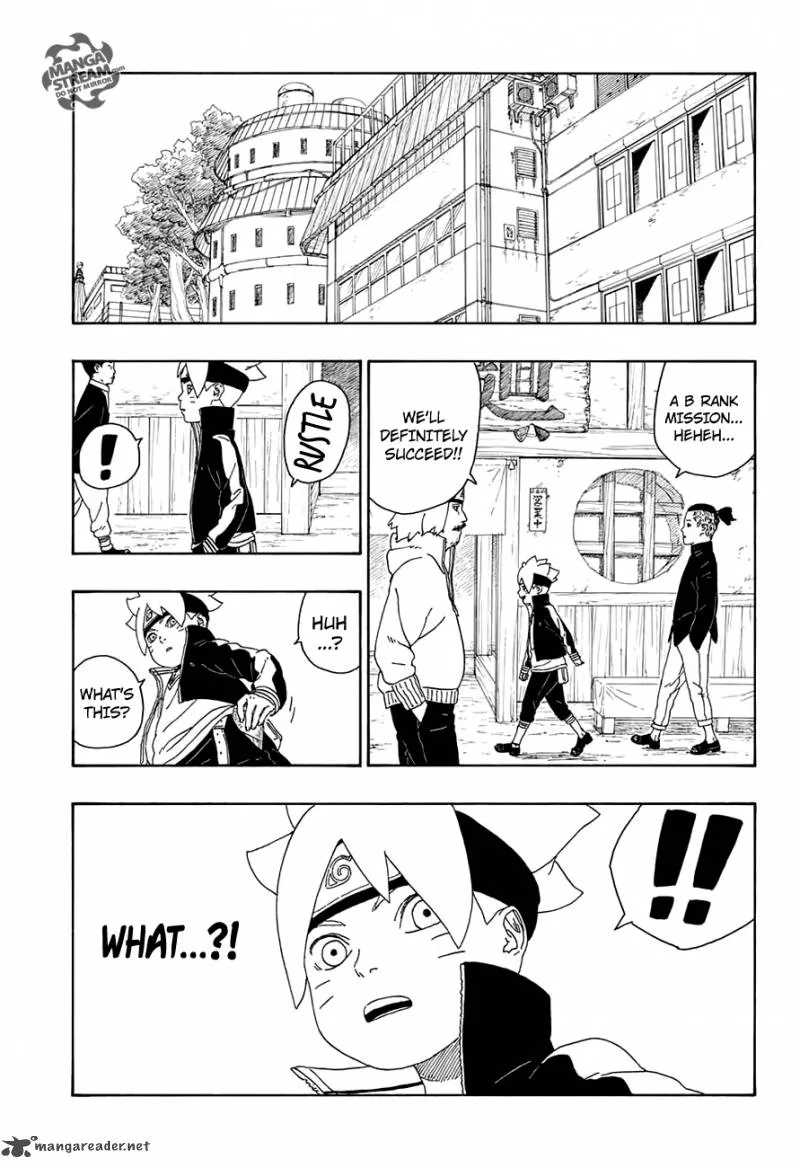 MANGA
STREAM.com
DO NOT MIRROR
A B RANK
MISSION...
HEHEH...
WE'LL
DEFINITELY
SUCCEED!!
RUSTLE
!
HUH
...?
WHAT'S
THIS?
!!
WHAT...?!
mangareader.net